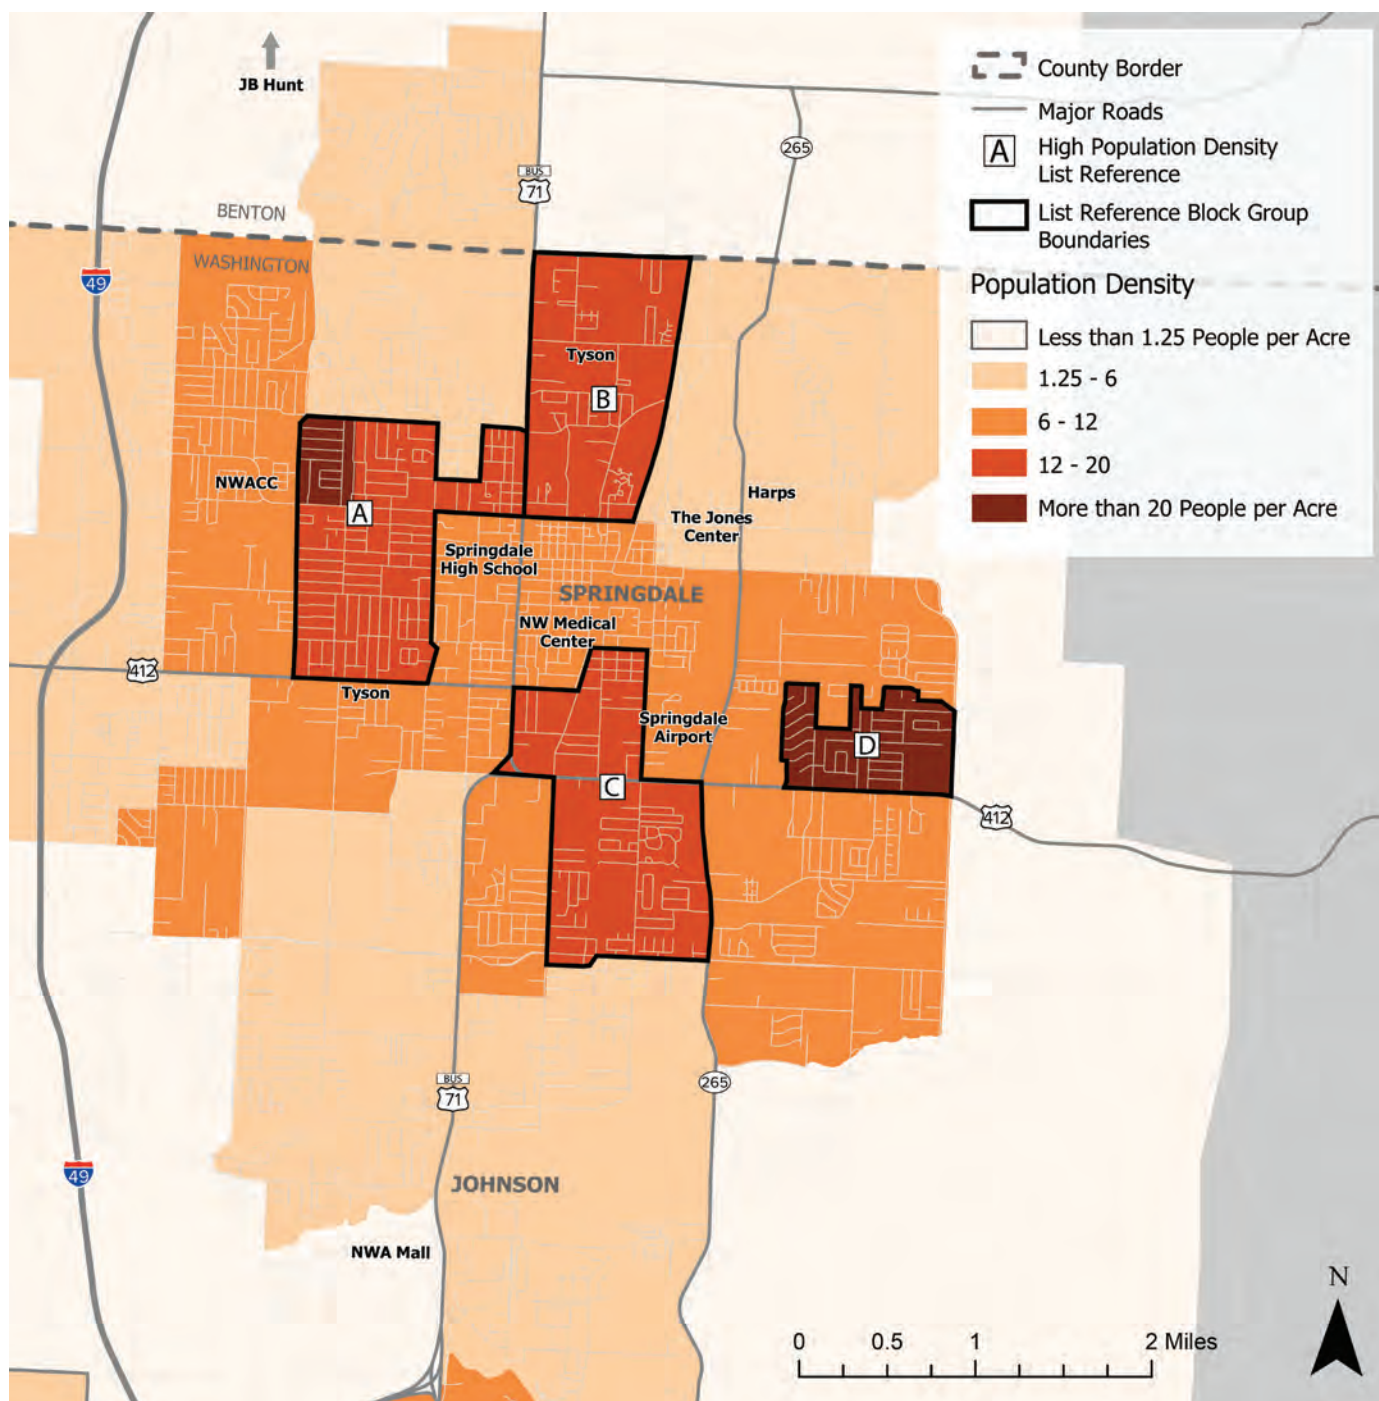 JB Hunt
BENTON
WASHINGTON
49
BUS
71
265
Tyson
B
NWACC
A
Harps
The Jones
Center
Springdale
High School
SPRINGDALE
NW Medical
Center
412
Tyson
Springdale
Airport
D
C
412
BUS
71
265
49
JOHNSON
NWA Mall
County Border
Major Roads
A
High Population Density
List Reference
List Reference Block Group
Boundaries
Population Density
Less than 1.25 People per Acre
1.25 - 6
6 - 12
12 - 20
More than 20 People per Acre
N
0 0.5 1 2 Miles